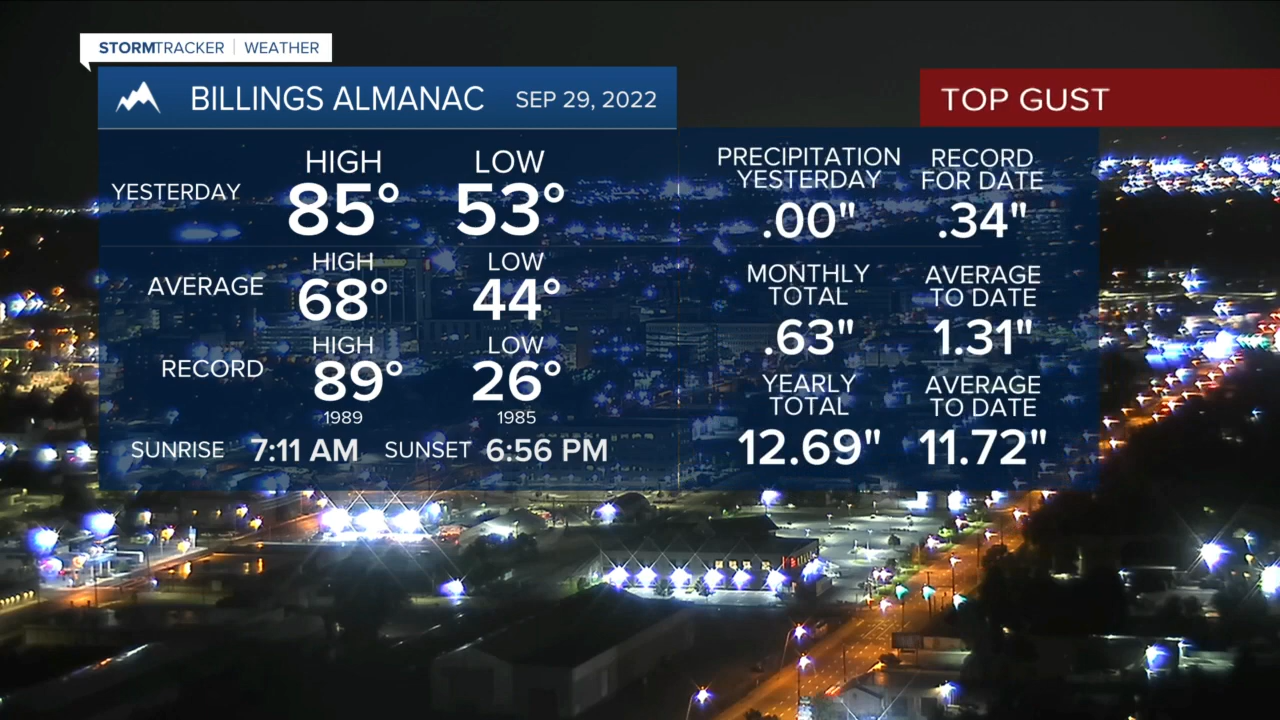 STORMTRACKER | WEATHER
BILLINGS ALMANAC SEP 29, 2022
TOP GUST
HIGH LOW
YESTERDAY 85° 53°
HIGH LOW
AVERAGE 68° 44°
HIGH LOW
RECORD 89° 26°
1989 1985
SUNRISE 7:11 AM SUNSET 6:56 PM
PRECIPITATION
YESTERDAY
.00"
RECORD
FOR DATE
.34"
MONTHLY
TOTAL
.63"
AVERAGE
TO DATE
1.31"
YEARLY
TOTAL
12.69"
AVERAGE
TO DATE
11.72"